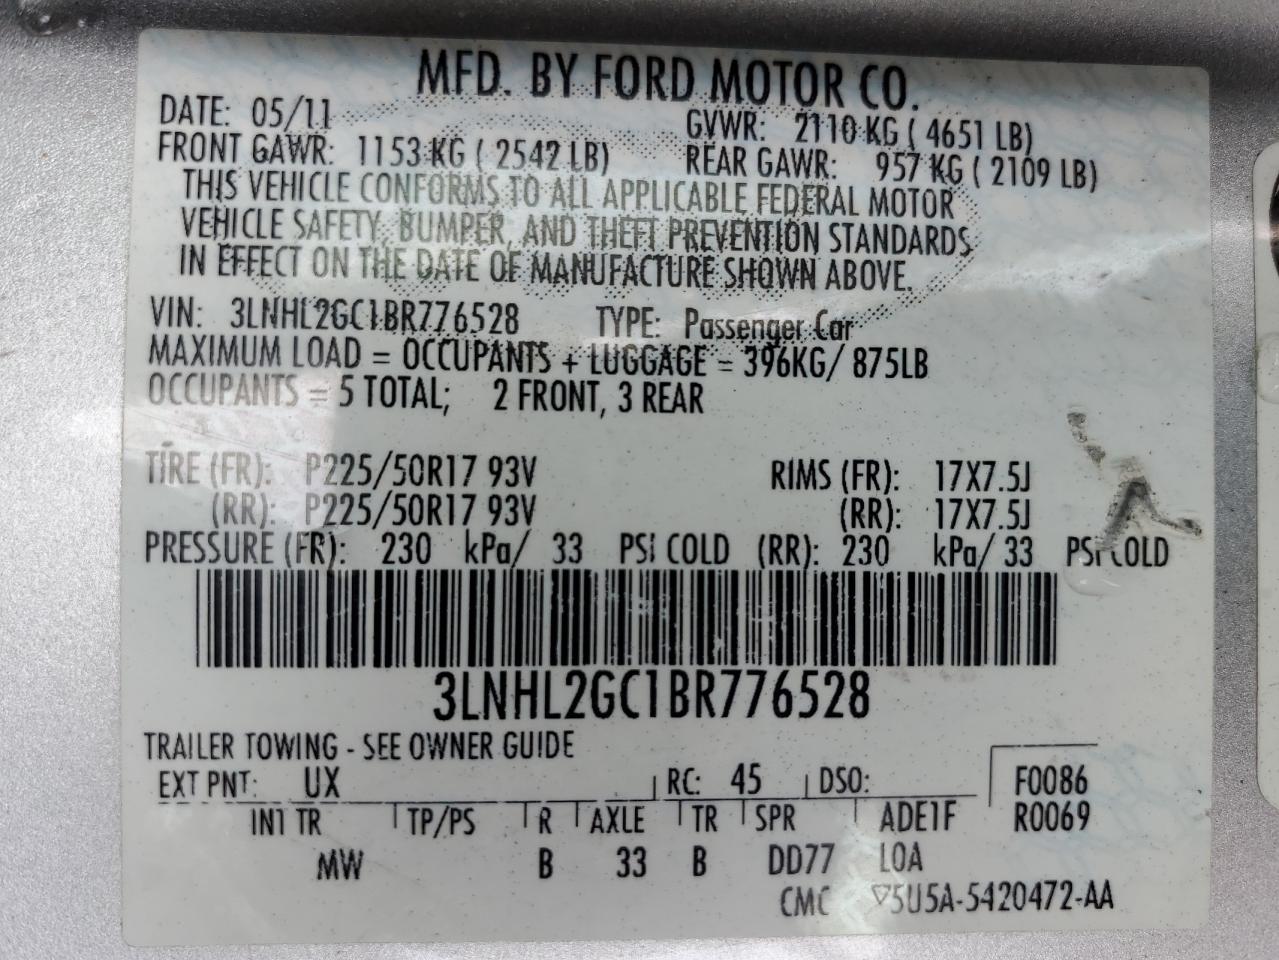 MFD. BY FORD MOTOR CO.
DATE: 05/11 GVWR: 2110 KG ( 4651 LB)
FRONT GAWR: 1153 KG ( 2542 LB) REAR GAWR: 957 KG ( 2109 LB)
THIS VEHICLE CONFORMS TO ALL APPLICABLE FEDERAL MOTOR
VEHICLE SAFETY, BUMPER, AND THEFT PREVENTION STANDARDS
IN EFFECT ON THE DATE OF MANUFACTURE SHOWN ABOVE.
VIN: 3LNHL2GC1BR776528 TYPE: Passenger Car
MAXIMUM LOAD = OCCUPANTS + LUGGAGE = 396KG/ 875LB
OCCUPANTS = 5 TOTAL; 2 FRONT, 3 REAR
TIRE (FR): P225/50R17 93V RIMS (FR): 17X7.5J
(RR): P225/50R17 93V (RR): 17X7.5J
PRESSURE (FR): 230 kPa/ 33 PSI COLD (RR): 230 kPa/ 33 PSI COLD
3LNHL2GC1BR776528
TRAILER TOWING - SEE OWNER GUIDE
EXT PNT: UX RC: 45 DSO: F0086
INT TR TP/PS R AXLE TR SPR ADE1F R0069
MW B 33 B DD77 LOA
CMC ▽5U5A-5420472-AA